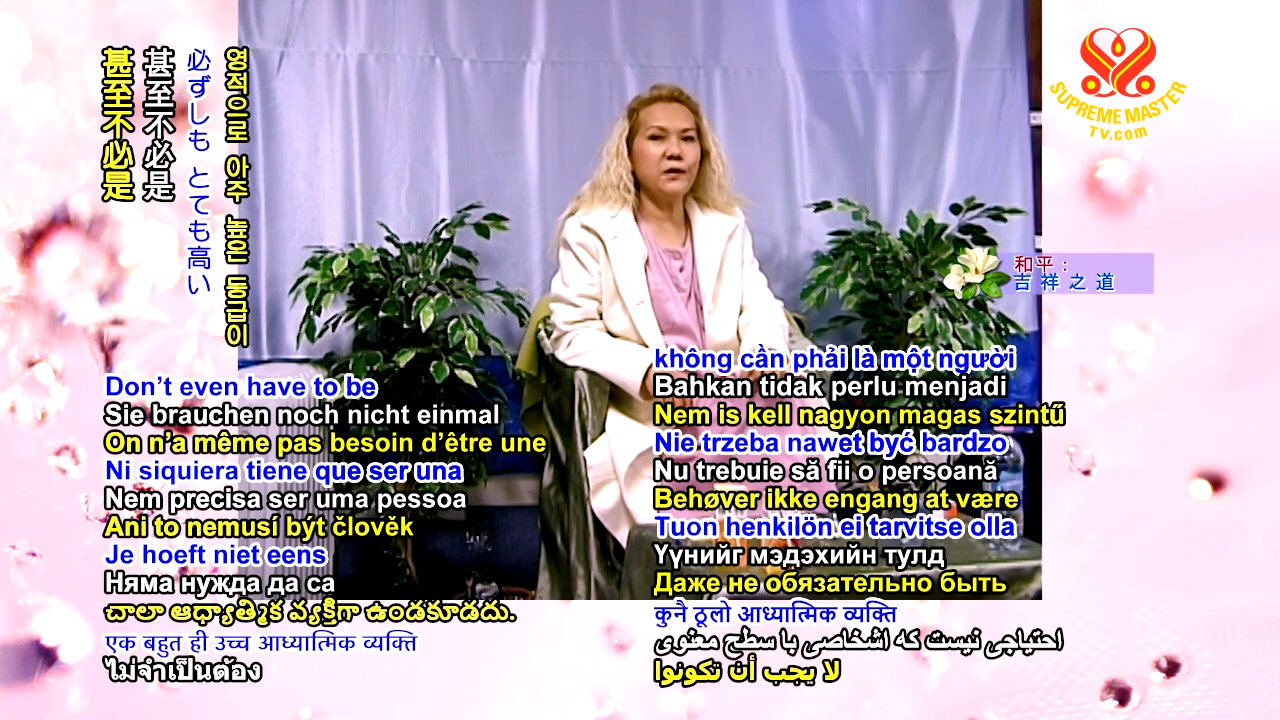 甚至不必是
甚至不必是
必ずしも とても高い
영적으로 아주 높은 등급이
SUPREME MASTER
TV.com
和平：
吉祥之道
Don’t even have to be
Sie brauchen noch nicht einmal
On n’a même pas besoin d’être une
Ni siquiera tiene que ser una
Nem precisa ser uma pessoa
Ani to nemusí být člověk
Je hoeft niet eens
Няма нужда да са
చాలా ఆధ్యాత్మిక వ్యక్తిగా ఉండకూడదు.
एक बहुत ही उच्च आध्यात्मिक व्यक्ति
ไม่จำเป็นต้อง
không cần phải là một người
Bahkan tidak perlu menjadi
Nem is kell nagyon magas szintű
Nie trzeba nawet być bardzo
Nu trebuie să fii o persoană
Behøver ikke engang at være
Tuon henkilön ei tarvitse olla
Үүнийг мэдэхийн тулд
Даже не обязательно быть
कुनै ठूलो आध्यात्मिक व्यक्ति
احتیاجی نیست که اشخاصی با سطح معنوی
لا يجب أن تكونوا